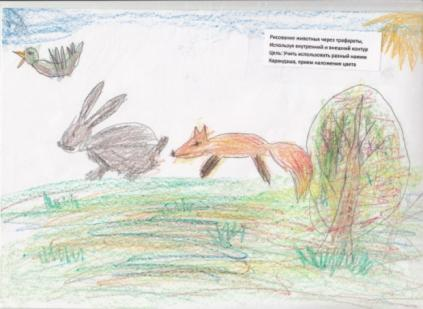 Рисование животных через трафареты,
Используя внутренний и внешний контур
Цель: Учить использовать разный нажим
Карандаша, прием наложения цвета